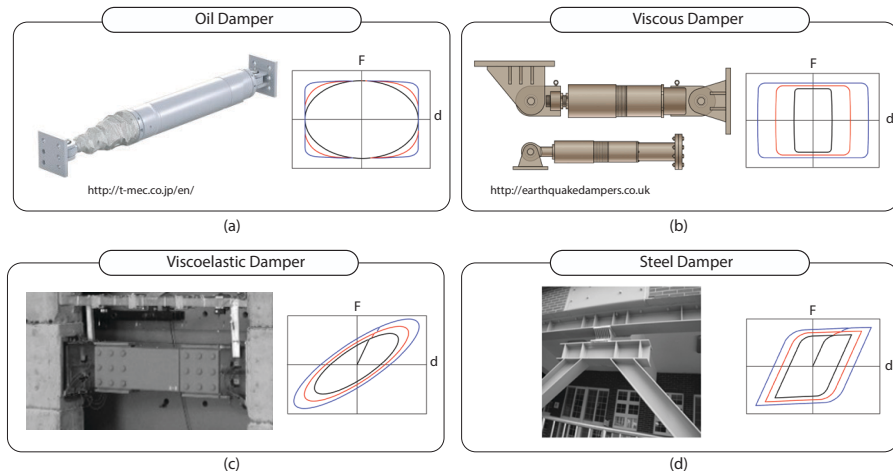 Oil Damper
F
d
http://t-mec.co.jp/en/
(a)
Viscous Damper
F
d
http://earthquakedampers.co.uk
(b)
Viscoelastic Damper
F
d
(c)
Steel Damper
F
d
(d)